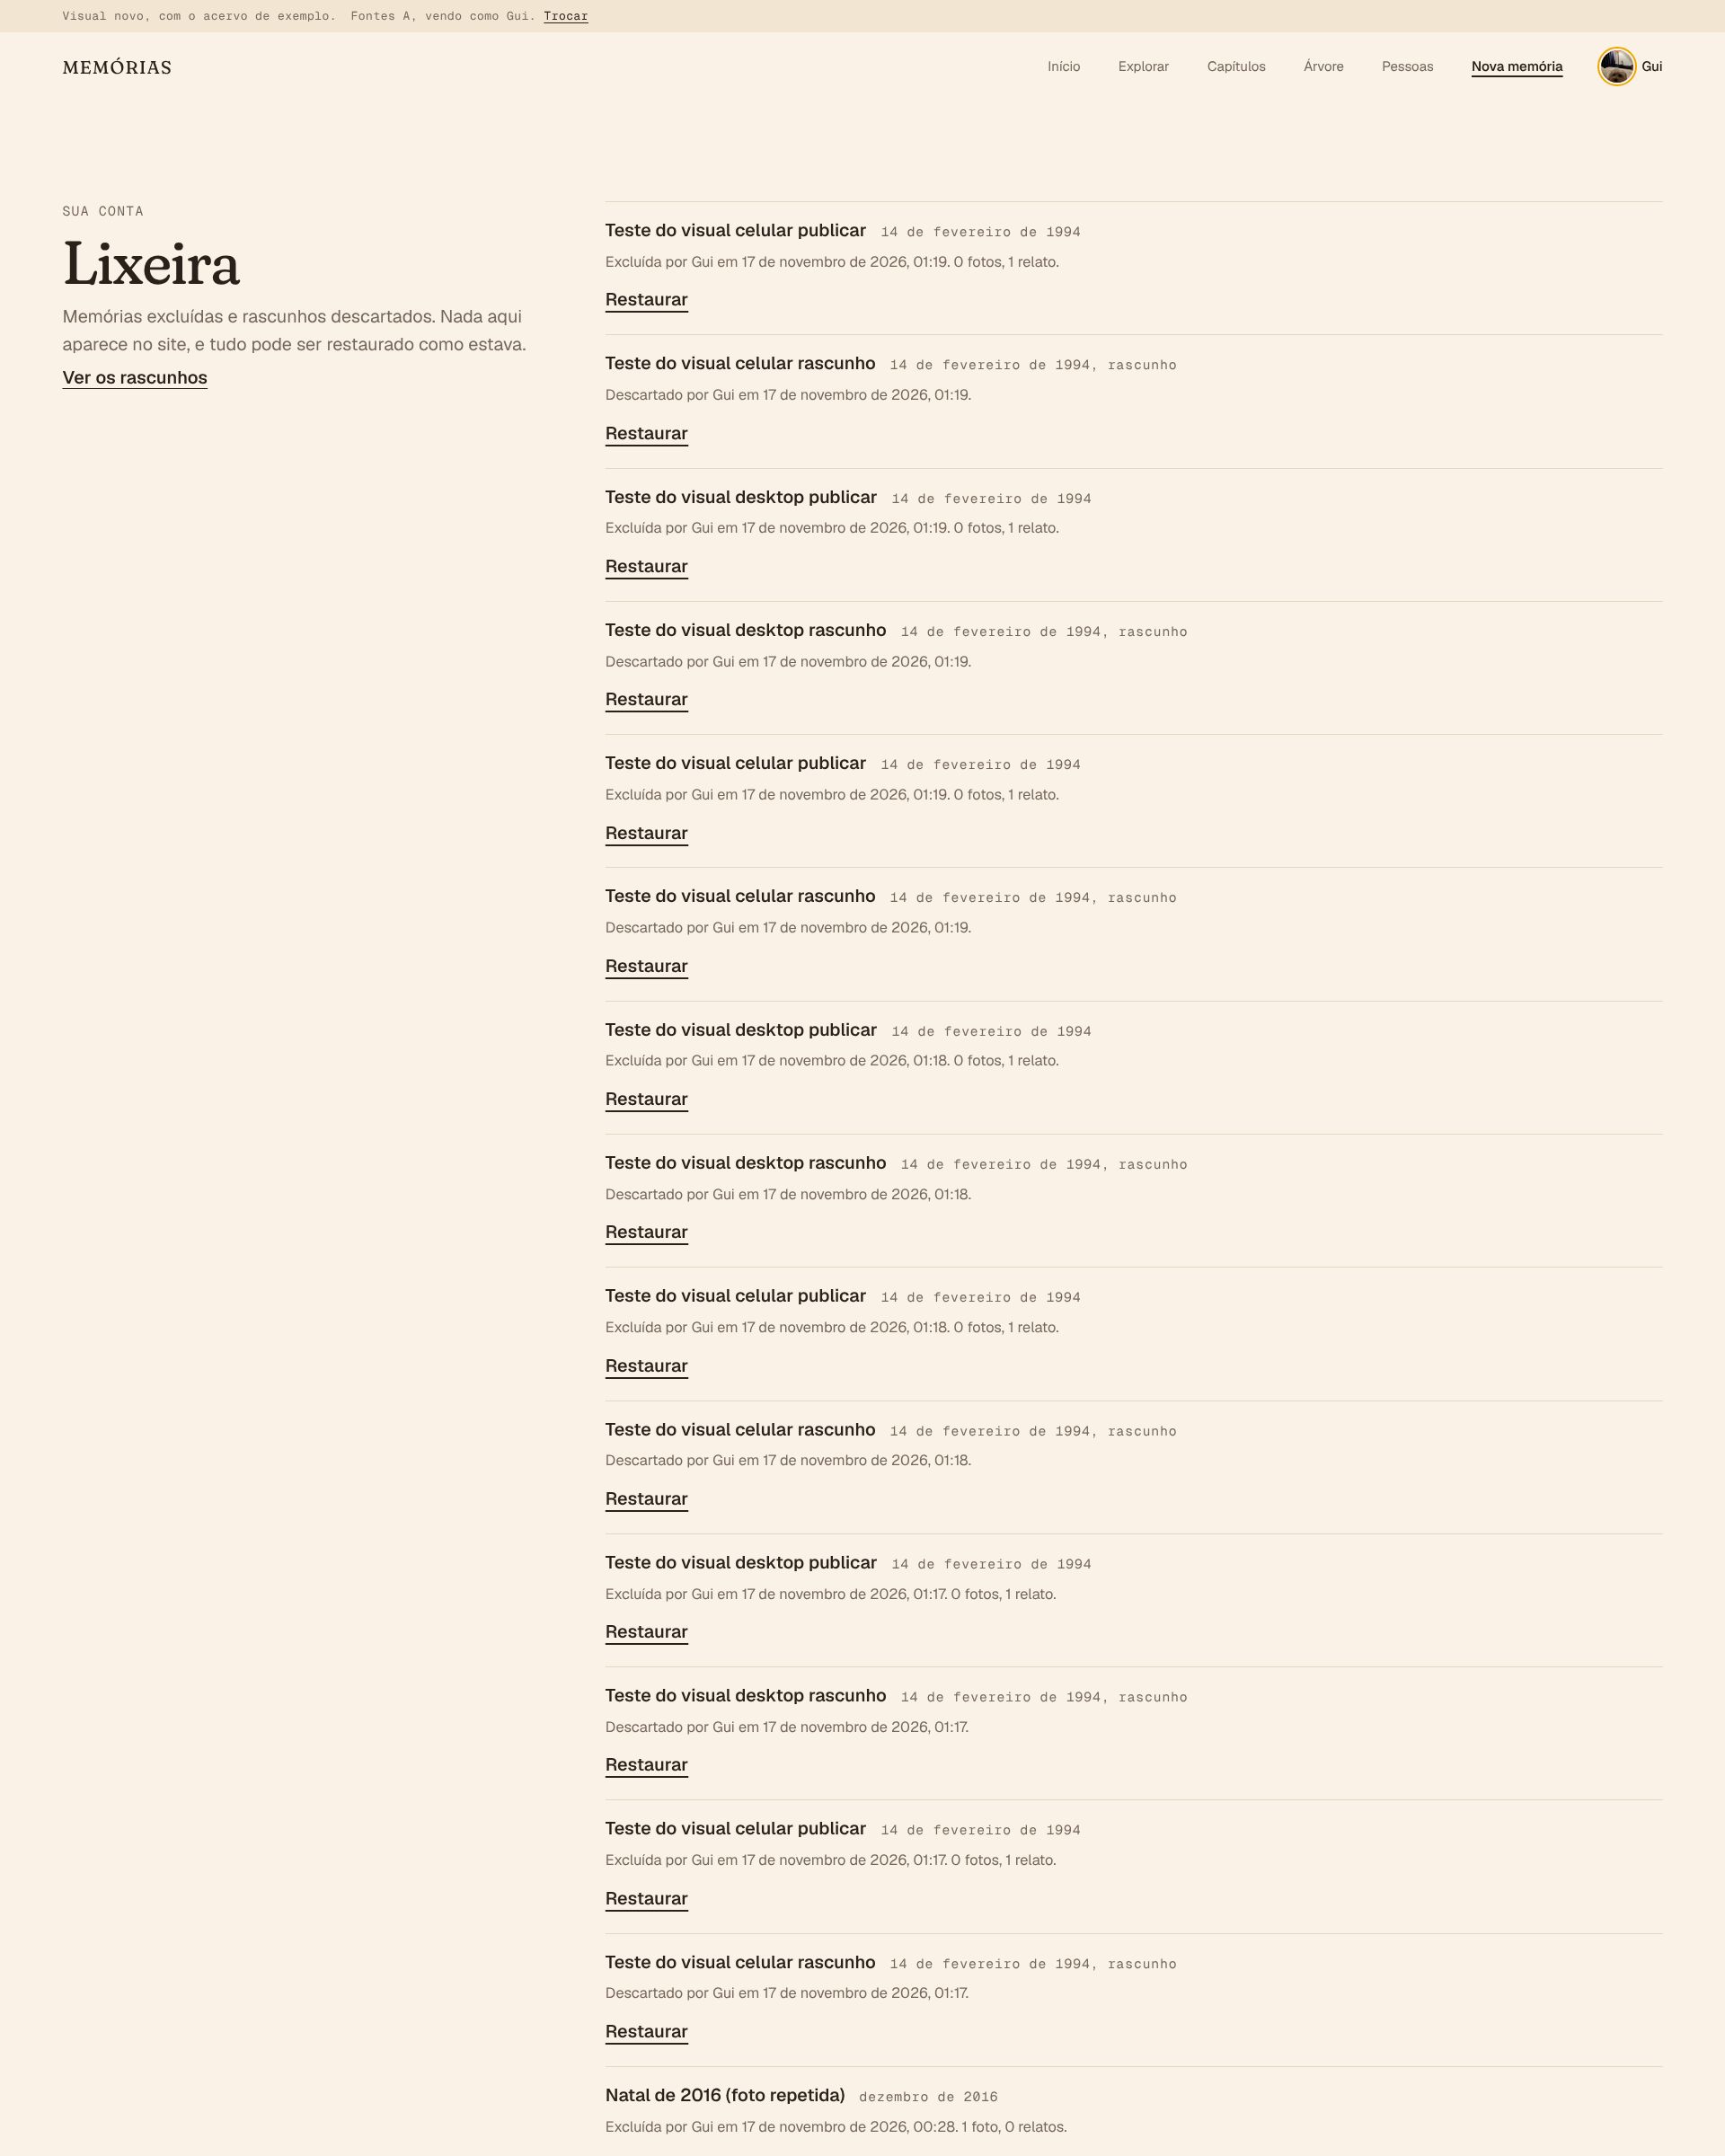 Visual novo, com o acervo de exemplo. Fontes A, vendo como Gui. Trocar
MEMÓRIAS
Início Explorar Capítulos Árvore Pessoas Nova memória Gui
SUA CONTA
Lixeira
Memórias excluídas e rascunhos descartados. Nada aqui
aparece no site, e tudo pode ser restaurado como estava.
Ver os rascunhos
Teste do visual celular publicar 14 de fevereiro de 1994
Excluída por Gui em 17 de novembro de 2026, 01:19. 0 fotos, 1 relato.
Restaurar
Teste do visual celular rascunho 14 de fevereiro de 1994, rascunho
Descartado por Gui em 17 de novembro de 2026, 01:19.
Restaurar
Teste do visual desktop publicar 14 de fevereiro de 1994
Excluída por Gui em 17 de novembro de 2026, 01:19. 0 fotos, 1 relato.
Restaurar
Teste do visual desktop rascunho 14 de fevereiro de 1994, rascunho
Descartado por Gui em 17 de novembro de 2026, 01:19.
Restaurar
Teste do visual celular publicar 14 de fevereiro de 1994
Excluída por Gui em 17 de novembro de 2026, 01:19. 0 fotos, 1 relato.
Restaurar
Teste do visual celular rascunho 14 de fevereiro de 1994, rascunho
Descartado por Gui em 17 de novembro de 2026, 01:19.
Restaurar
Teste do visual desktop publicar 14 de fevereiro de 1994
Excluída por Gui em 17 de novembro de 2026, 01:18. 0 fotos, 1 relato.
Restaurar
Teste do visual desktop rascunho 14 de fevereiro de 1994, rascunho
Descartado por Gui em 17 de novembro de 2026, 01:18.
Restaurar
Teste do visual celular publicar 14 de fevereiro de 1994
Excluída por Gui em 17 de novembro de 2026, 01:18. 0 fotos, 1 relato.
Restaurar
Teste do visual celular rascunho 14 de fevereiro de 1994, rascunho
Descartado por Gui em 17 de novembro de 2026, 01:18.
Restaurar
Teste do visual desktop publicar 14 de fevereiro de 1994
Excluída por Gui em 17 de novembro de 2026, 01:17. 0 fotos, 1 relato.
Restaurar
Teste do visual desktop rascunho 14 de fevereiro de 1994, rascunho
Descartado por Gui em 17 de novembro de 2026, 01:17.
Restaurar
Teste do visual celular publicar 14 de fevereiro de 1994
Excluída por Gui em 17 de novembro de 2026, 01:17. 0 fotos, 1 relato.
Restaurar
Teste do visual celular rascunho 14 de fevereiro de 1994, rascunho
Descartado por Gui em 17 de novembro de 2026, 01:17.
Restaurar
Natal de 2016 (foto repetida) dezembro de 2016
Excluída por Gui em 17 de novembro de 2026, 00:28. 1 foto, 0 relatos.